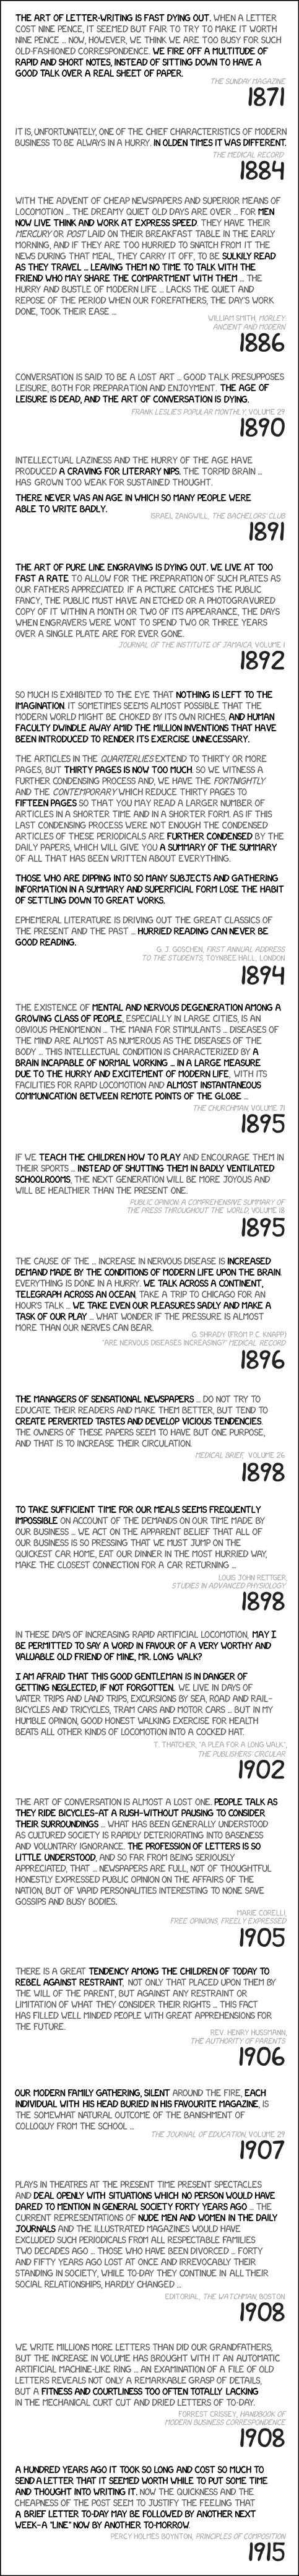 THE ART OF LETTER-WRITING IS FAST DYING OUT. WHEN A LETTER
COST NINE PENCE, IT SEEMED BUT FAIR TO TRY TO MAKE IT WORTH
NINE PENCE ... NOW, HOWEVER, WE THINK WE ARE TOO BUSY FOR SUCH
OLD-FASHIONED CORRESPONDENCE. WE FIRE OFF A MULTITUDE OF
RAPID AND SHORT NOTES, INSTEAD OF SITTING DOWN TO HAVE A
GOOD TALK OVER A REAL SHEET OF PAPER.
THE SUNDAY MAGAZINE
1871
IT IS, UNFORTUNATELY, ONE OF THE CHIEF CHARACTERISTICS OF MODERN
BUSINESS TO BE ALWAYS IN A HURRY. IN OLDEN TIMES IT WAS DIFFERENT.
THE MEDICAL RECORD
1884
WITH THE ADVENT OF CHEAP NEWSPAPERS AND SUPERIOR MEANS OF
LOCOMOTION ... THE DREAMY QUIET OLD DAYS ARE OVER ... FOR MEN
NOW LIVE THINK AND WORK AT EXPRESS SPEED. THEY HAVE THEIR
MERCURY OR POST LAID ON THEIR BREAKFAST TABLE IN THE EARLY
MORNING, AND IF THEY ARE TOO HURRIED TO SNATCH FROM IT THE
NEWS DURING THAT MEAL, THEY CARRY IT OFF, TO BE SULKILY READ
AS THEY TRAVEL ... LEAVING THEM NO TIME TO TALK WITH THE
FRIEND WHO MAY SHARE THE COMPARTMENT WITH THEM ... THE
HURRY AND BUSTLE OF MODERN LIFE ... LACKS THE QUIET AND
REPOSE OF THE PERIOD WHEN OUR FOREFATHERS, THE DAY'S WORK
DONE, TOOK THEIR EASE ...
WILLIAM SMITH, MORLEY:
ANCIENT AND MODERN
1886
CONVERSATION IS SAID TO BE A LOST ART ... GOOD TALK PRESUPPOSES
LEISURE, BOTH FOR PREPARATION AND ENJOYMENT. THE AGE OF
LEISURE IS DEAD, AND THE ART OF CONVERSATION IS DYING.
FRANK LESLIE'S POPULAR MONTHLY, VOLUME 29
1890
INTELLECTUAL LAZINESS AND THE HURRY OF THE AGE HAVE
PRODUCED A CRAVING FOR LITERARY NIPS. THE TORPID BRAIN ...
HAS GROWN TOO WEAK FOR SUSTAINED THOUGHT.
THERE NEVER WAS AN AGE IN WHICH SO MANY PEOPLE WERE
ABLE TO WRITE BADLY.
ISRAEL ZANGWILL, THE BACHELORS' CLUB
1891
THE ART OF PURE LINE ENGRAVING IS DYING OUT. WE LIVE AT TOO
FAST A RATE TO ALLOW FOR THE PREPARATION OF SUCH PLATES AS
OUR FATHERS APPRECIATED. IF A PICTURE CATCHES THE PUBLIC
FANCY, THE PUBLIC MUST HAVE AN ETCHED OR A PHOTOGRAVURED
COPY OF IT WITHIN A MONTH OR TWO OF ITS APPEARANCE, THE DAYS
WHEN ENGRAVERS WERE WONT TO SPEND TWO OR THREE YEARS
OVER A SINGLE PLATE ARE FOR EVER GONE.
JOURNAL OF THE INSTITUTE OF JAMAICA, VOLUME 1
1892
SO MUCH IS EXHIBITED TO THE EYE THAT NOTHING IS LEFT TO THE
IMAGINATION. IT SOMETIMES SEEMS ALMOST POSSIBLE THAT THE
MODERN WORLD MIGHT BE CHOKED BY ITS OWN RICHES, AND HUMAN
FACULTY DWINDLE AWAY AMID THE MILLION INVENTIONS THAT HAVE
BEEN INTRODUCED TO RENDER ITS EXERCISE UNNECESSARY.
THE ARTICLES IN THE QUARTERLIES EXTEND TO THIRTY OR MORE
PAGES, BUT THIRTY PAGES IS NOW TOO MUCH. SO WE WITNESS A
FURTHER CONDENSING PROCESS AND, WE HAVE THE FORTNIGHTLY
AND THE CONTEMPORARY WHICH REDUCE THIRTY PAGES TO
FIFTEEN PAGES SO THAT YOU MAY READ A LARGER NUMBER OF
ARTICLES IN A SHORTER TIME AND IN A SHORTER FORM. AS IF THIS
LAST CONDENSING PROCESS WERE NOT ENOUGH THE CONDENSED
ARTICLES OF THESE PERIODICALS ARE FURTHER CONDENSED BY THE
DAILY PAPERS, WHICH WILL GIVE YOU A SUMMARY OF THE SUMMARY
OF ALL THAT HAS BEEN WRITTEN ABOUT EVERYTHING.
THOSE WHO ARE DIPPING INTO SO MANY SUBJECTS AND GATHERING
INFORMATION IN A SUMMARY AND SUPERFICIAL FORM LOSE THE HABIT
OF SETTLING DOWN TO GREAT WORKS.
EPHEMERAL LITERATURE IS DRIVING OUT THE GREAT CLASSICS OF
THE PRESENT AND THE PAST ... HURRIED READING CAN NEVER BE
GOOD READING.
G. J. GOSCHEN, FIRST ANNUAL ADDRESS
TO THE STUDENTS, TOYNBEE HALL, LONDON
1894
THE EXISTENCE OF MENTAL AND NERVOUS DEGENERATION AMONG A
GROWING CLASS OF PEOPLE, ESPECIALLY IN LARGE CITIES, IS AN
OBVIOUS PHENOMENON ... THE MANIA FOR STIMULANTS ... DISEASES OF
THE MIND ARE ALMOST AS NUMEROUS AS THE DISEASES OF THE
BODY ... THIS INTELLECTUAL CONDITION IS CHARACTERIZED BY A
BRAIN INCAPABLE OF NORMAL WORKING ... IN A LARGE MEASURE
DUE TO THE HURRY AND EXCITEMENT OF MODERN LIFE, WITH ITS
FACILITIES FOR RAPID LOCOMOTION AND ALMOST INSTANTANEOUS
COMMUNICATION BETWEEN REMOTE POINTS OF THE GLOBE ...
THE CHURCHMAN, VOLUME 71
1895
IF WE TEACH THE CHILDREN HOW TO PLAY AND ENCOURAGE THEM IN
THEIR SPORTS ... INSTEAD OF SHUTTING THEM IN BADLY VENTILATED
SCHOOLROOMS, THE NEXT GENERATION WILL BE MORE JOYOUS AND
WILL BE HEALTHIER THAN THE PRESENT ONE.
PUBLIC OPINION: A COMPREHENSIVE SUMMARY OF
THE PRESS THROUGHOUT THE WORLD, VOLUME 18
1895
THE CAUSE OF THE ... INCREASE IN NERVOUS DISEASE IS INCREASED
DEMAND MADE BY THE CONDITIONS OF MODERN LIFE UPON THE BRAIN.
EVERYTHING IS DONE IN A HURRY. WE TALK ACROSS A CONTINENT,
TELEGRAPH ACROSS AN OCEAN, TAKE A TRIP TO CHICAGO FOR AN
HOUR'S TALK ... WE TAKE EVEN OUR PLEASURES SADLY AND MAKE A
TASK OF OUR PLAY ... WHAT WONDER IF THE PRESSURE IS ALMOST
MORE THAN OUR NERVES CAN BEAR.
G. SHRADY (FROM P. C. KNAPP)
"ARE NERVOUS DISEASES INCREASING?" MEDICAL RECORD
1896
THE MANAGERS OF SENSATIONAL NEWSPAPERS ... DO NOT TRY TO
EDUCATE THEIR READERS AND MAKE THEM BETTER, BUT TEND TO
CREATE PERVERTED TASTES AND DEVELOP VICIOUS TENDENCIES.
THE OWNERS OF THESE PAPERS SEEM TO HAVE BUT ONE PURPOSE,
AND THAT IS TO INCREASE THEIR CIRCULATION.
MEDICAL BRIEF, VOLUME 26
1898
TO TAKE SUFFICIENT TIME FOR OUR MEALS SEEMS FREQUENTLY
IMPOSSIBLE ON ACCOUNT OF THE DEMANDS ON OUR TIME MADE BY
OUR BUSINESS ... WE ACT ON THE APPARENT BELIEF THAT ALL OF
OUR BUSINESS IS SO PRESSING THAT WE MUST JUMP ON THE
QUICKEST CAR HOME, EAT OUR DINNER IN THE MOST HURRIED WAY,
MAKE THE CLOSEST CONNECTION FOR A CAR RETURNING ...
LOUIS JOHN RETTGER,
STUDIES IN ADVANCED PHYSIOLOGY
1898
IN THESE DAYS OF INCREASING RAPID ARTIFICIAL LOCOMOTION, MAY I
BE PERMITTED TO SAY A WORD IN FAVOUR OF A VERY WORTHY AND
VALUABLE OLD FRIEND OF MINE, MR. LONG WALK?
I AM AFRAID THAT THIS GOOD GENTLEMAN IS IN DANGER OF
GETTING NEGLECTED, IF NOT FORGOTTEN. WE LIVE IN DAYS OF
WATER TRIPS AND LAND TRIPS, EXCURSIONS BY SEA, ROAD AND RAIL-
BICYCLES AND TRICYCLES, TRAM CARS AND MOTOR CARS ... BUT IN MY
HUMBLE OPINION, GOOD HONEST WALKING EXERCISE FOR HEALTH
BEATS ALL OTHER KINDS OF LOCOMOTION INTO A COCKED HAT.
T. THATCHER, "A PLEA FOR A LONG WALK",
THE PUBLISHERS' CIRCULAR
1902
THE ART OF CONVERSATION IS ALMOST A LOST ONE. PEOPLE TALK AS
THEY RIDE BICYCLES-AT A RUSH-WITHOUT PAUSING TO CONSIDER
THEIR SURROUNDINGS ... WHAT HAS BEEN GENERALLY UNDERSTOOD
AS CULTURED SOCIETY IS RAPIDLY DETERIORATING INTO BASENESS
AND VOLUNTARY IGNORANCE. THE PROFESSION OF LETTERS IS SO
LITTLE UNDERSTOOD, AND SO FAR FROM BEING SERIOUSLY
APPRECIATED, THAT ... NEWSPAPERS ARE FULL, NOT OF THOUGHTFUL
HONESTLY EXPRESSED PUBLIC OPINION ON THE AFFAIRS OF THE
NATION, BUT OF VAPID PERSONALITIES INTERESTING TO NONE SAVE
GOSSIPS AND BUSY BODIES.
MARIE CORELLI,
FREE OPINIONS, FREELY EXPRESSED
1905
THERE IS A GREAT TENDENCY AMONG THE CHILDREN OF TODAY TO
REBEL AGAINST RESTRAINT, NOT ONLY THAT PLACED UPON THEM BY
THE WILL OF THE PARENT, BUT AGAINST ANY RESTRAINT OR
LIMITATION OF WHAT THEY CONSIDER THEIR RIGHTS ... THIS FACT
HAS FILLED WELL MINDED PEOPLE WITH GREAT APPREHENSIONS FOR
THE FUTURE.
REV. HENRY HUSSMANN,
THE AUTHORITY OF PARENTS
1906
OUR MODERN FAMILY GATHERING, SILENT AROUND THE FIRE, EACH
INDIVIDUAL WITH HIS HEAD BURIED IN HIS FAVOURITE MAGAZINE, IS
THE SOMEWHAT NATURAL OUTCOME OF THE BANISHMENT OF
COLLOQUY FROM THE SCHOOL ...
THE JOURNAL OF EDUCATION, VOLUME 29
1907
PLAYS IN THEATRES AT THE PRESENT TIME PRESENT SPECTACLES
AND DEAL OPENLY WITH SITUATIONS WHICH NO PERSON WOULD HAVE
DARED TO MENTION IN GENERAL SOCIETY FORTY YEARS AGO ... THE
CURRENT REPRESENTATIONS OF NUDE MEN AND WOMEN IN THE DAILY
JOURNALS AND THE ILLUSTRATED MAGAZINES WOULD HAVE
EXCLUDED SUCH PERIODICALS FROM ALL RESPECTABLE FAMILIES
TWO DECADES AGO ... THOSE WHO HAVE BEEN DIVORCED ... FORTY
AND FIFTY YEARS AGO LOST AT ONCE AND IRREVOCABLY THEIR
STANDING IN SOCIETY, WHILE TO-DAY THEY CONTINUE IN ALL THEIR
SOCIAL RELATIONSHIPS, HARDLY CHANGED ...
EDITORIAL, THE WATCHMAN, BOSTON
1908
WE WRITE MILLIONS MORE LETTERS THAN DID OUR GRANDFATHERS,
BUT THE INCREASE IN VOLUME HAS BROUGHT WITH IT AN AUTOMATIC
ARTIFICIAL MACHINE-LIKE RING ... AN EXAMINATION OF A FILE OF OLD
LETTERS REVEALS NOT ONLY A REMARKABLE GRASP OF DETAILS,
BUT A FITNESS AND COURTLINESS TOO OFTEN TOTALLY LACKING
IN THE MECHANICAL CURT CUT AND DRIED LETTERS OF TO-DAY.
FORREST CRISSEY, HANDBOOK OF
MODERN BUSINESS CORRESPONDENCE
1908
A HUNDRED YEARS AGO IT TOOK SO LONG AND COST SO MUCH TO
SEND A LETTER THAT IT SEEMED WORTH WHILE TO PUT SOME TIME
AND THOUGHT INTO WRITING IT. NOW THE QUICKNESS AND THE
CHEAPNESS OF THE POST SEEM TO JUSTIFY THE FEELING THAT
A BRIEF LETTER TO-DAY MAY BE FOLLOWED BY ANOTHER NEXT
WEEK-A "LINE" NOW BY ANOTHER TO-MORROW.
PERCY HOLMES BOYNTON, PRINCIPLES OF COMPOSITION
1915